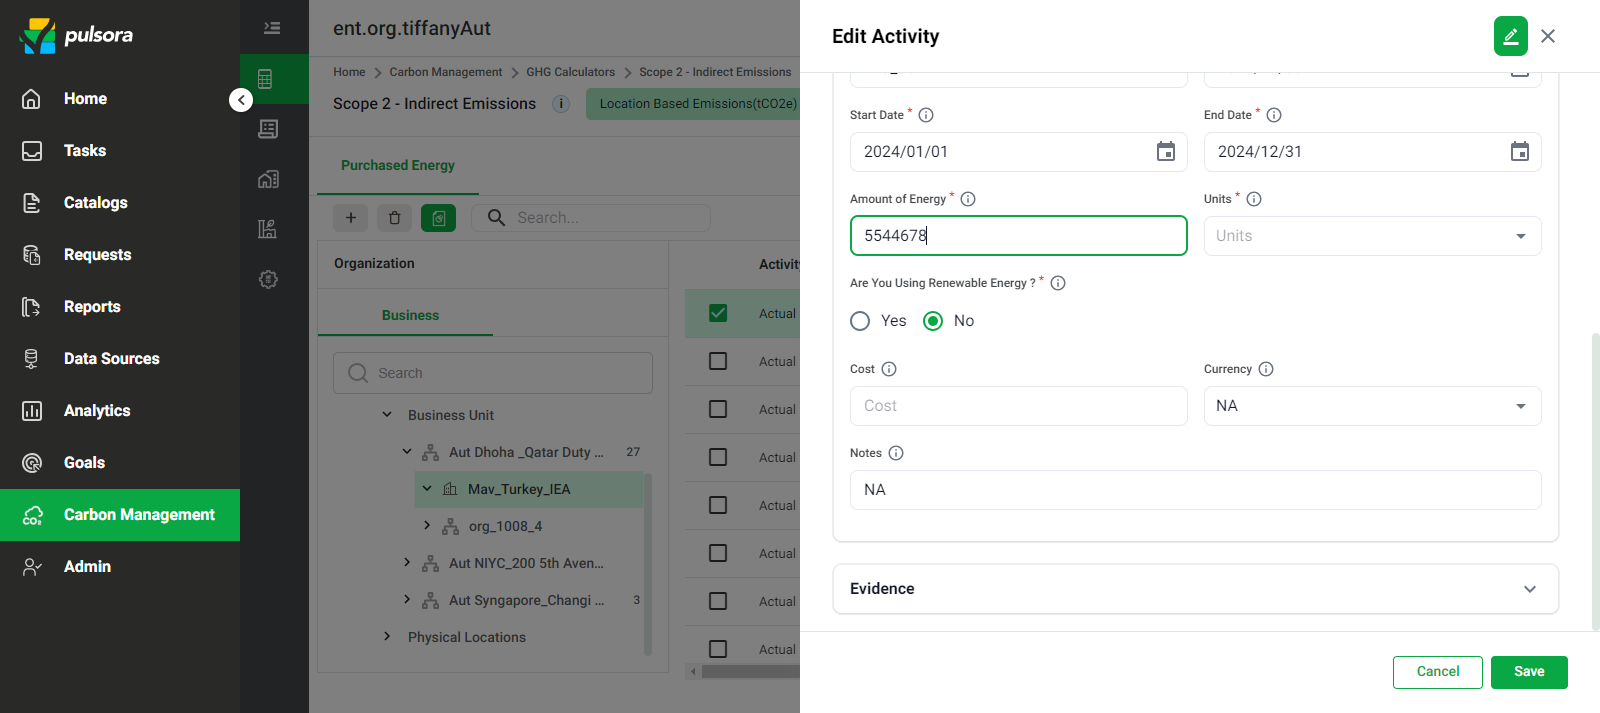 pulsora
Home
Tasks
Catalogs
Requests
Reports
Data Sources
Analytics
Goals
Carbon Management
Admin
ent.org.tiffanyAut
Home > Carbon Management > GHG Calculators > Scope 2 - Indirect Emissions
Scope 2 - Indirect Emissions
Location Based Emissions(tCO2e)
Purchased Energy
Search...
Organization
Business
Search
Business Unit
Aut Dhoha _Qatar Duty ... 27
Mav_Turkey_IEA
org_1008_4
Aut NIYC_200 5th Aven...
Aut Syngapore_Changi ... 3
Physical Locations
Activity
Actual
Actual
Actual
Actual
Actual
Actual
Actual
Actual
Edit Activity
Start Date *
End Date *
2024/01/01
2024/12/31
Amount of Energy *
Units *
5544678
Units
Are You Using Renewable Energy ? *
Yes
No
Cost
Currency
Cost
NA
Notes
NA
Evidence
Cancel
Save